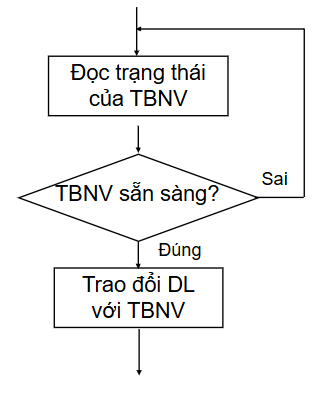 Đọc trạng thái
của TBNV
TBNV sẵn sàng?
Sai
Đúng
Trao đổi DL
với TBNV